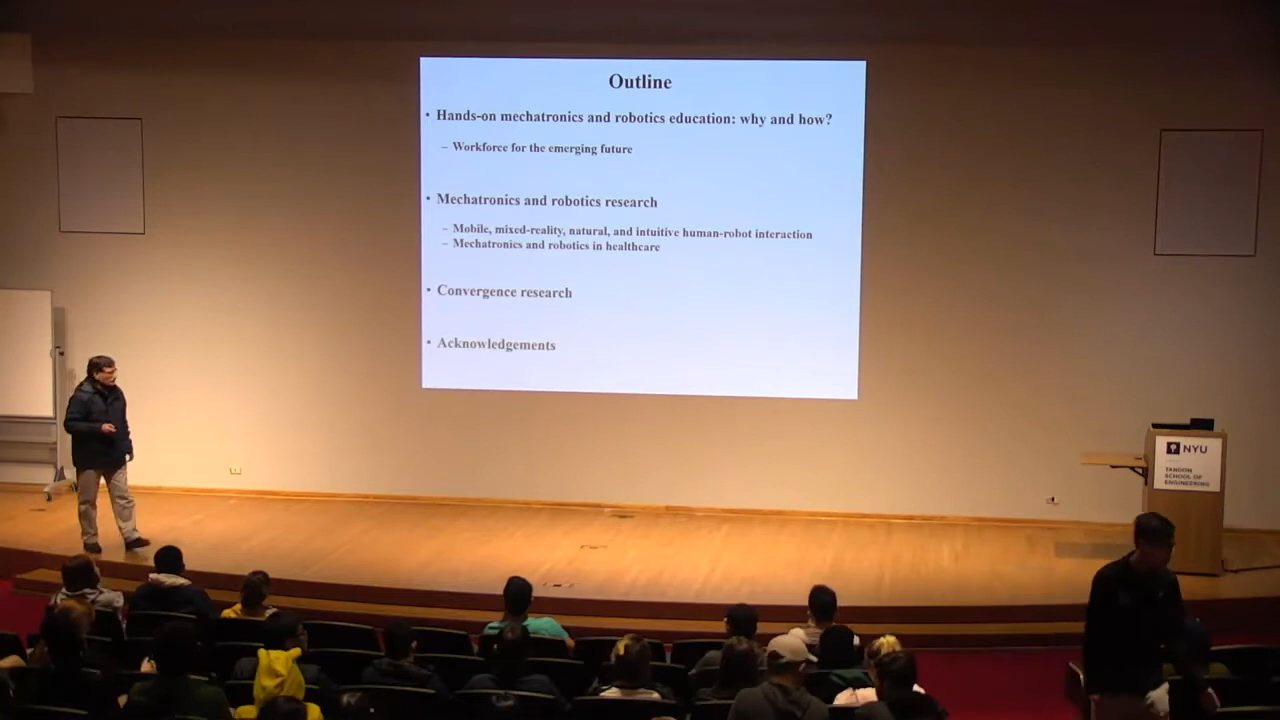 Outline
• Hands-on mechatronics and robotics education: why and how?
– Workforce for the emerging future
• Mechatronics and robotics research
– Mobile, mixed-reality, natural, and intuitive human-robot interaction
– Mechatronics and robotics in healthcare
• Convergence research
• Acknowledgements
NYU
TANDON
SCHOOL OF
ENGINEERING